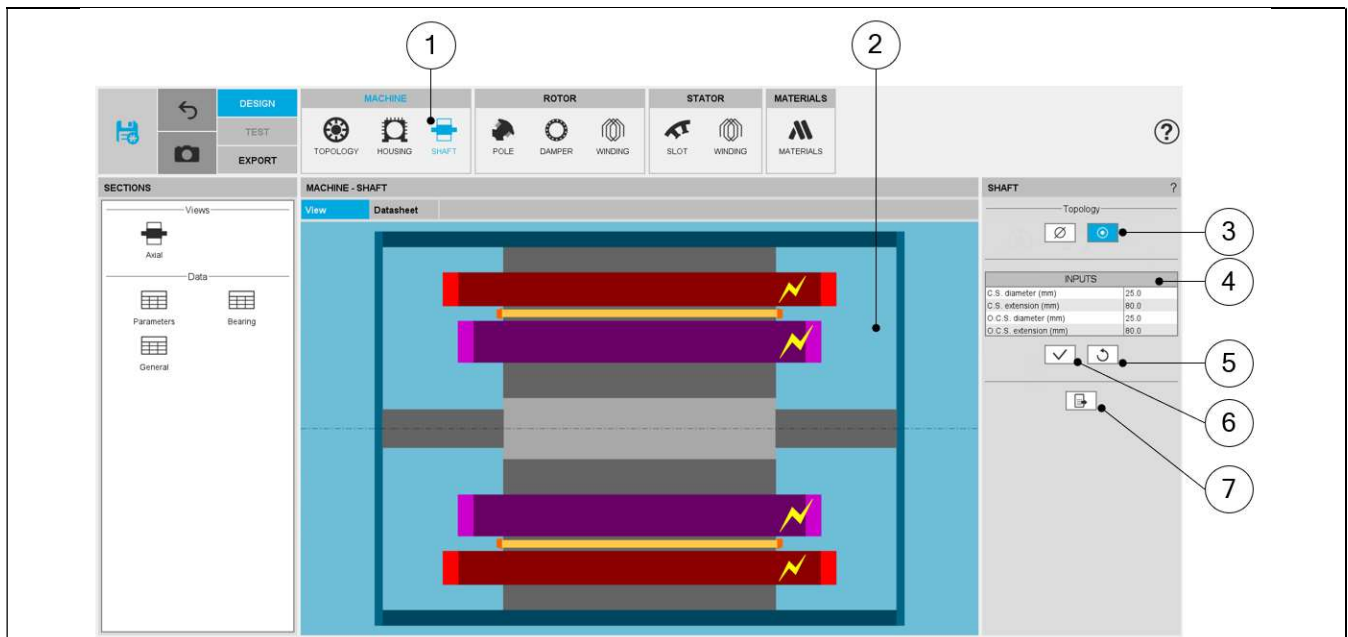 1
2
DESIGN
TEST
EXPORT
MACHINE
TOPOLOGY
HOUSING
SHAFT
ROTOR
POLE
DAMPER
WINDING
STATOR
SLOT
WINDING
MATERIALS
MATERIALS
?
SECTIONS
Views
Axial
Data
Parameters
Bearing
General
MACHINE - SHAFT
View
Datasheet
SHAFT
?
Topology
3
INPUTS
4
C.S. diameter (mm) 25.0
C.S. extension (mm) 80.0
O.C.S. diameter (mm) 25.0
O.C.S. extension (mm) 80.0
5
6
7